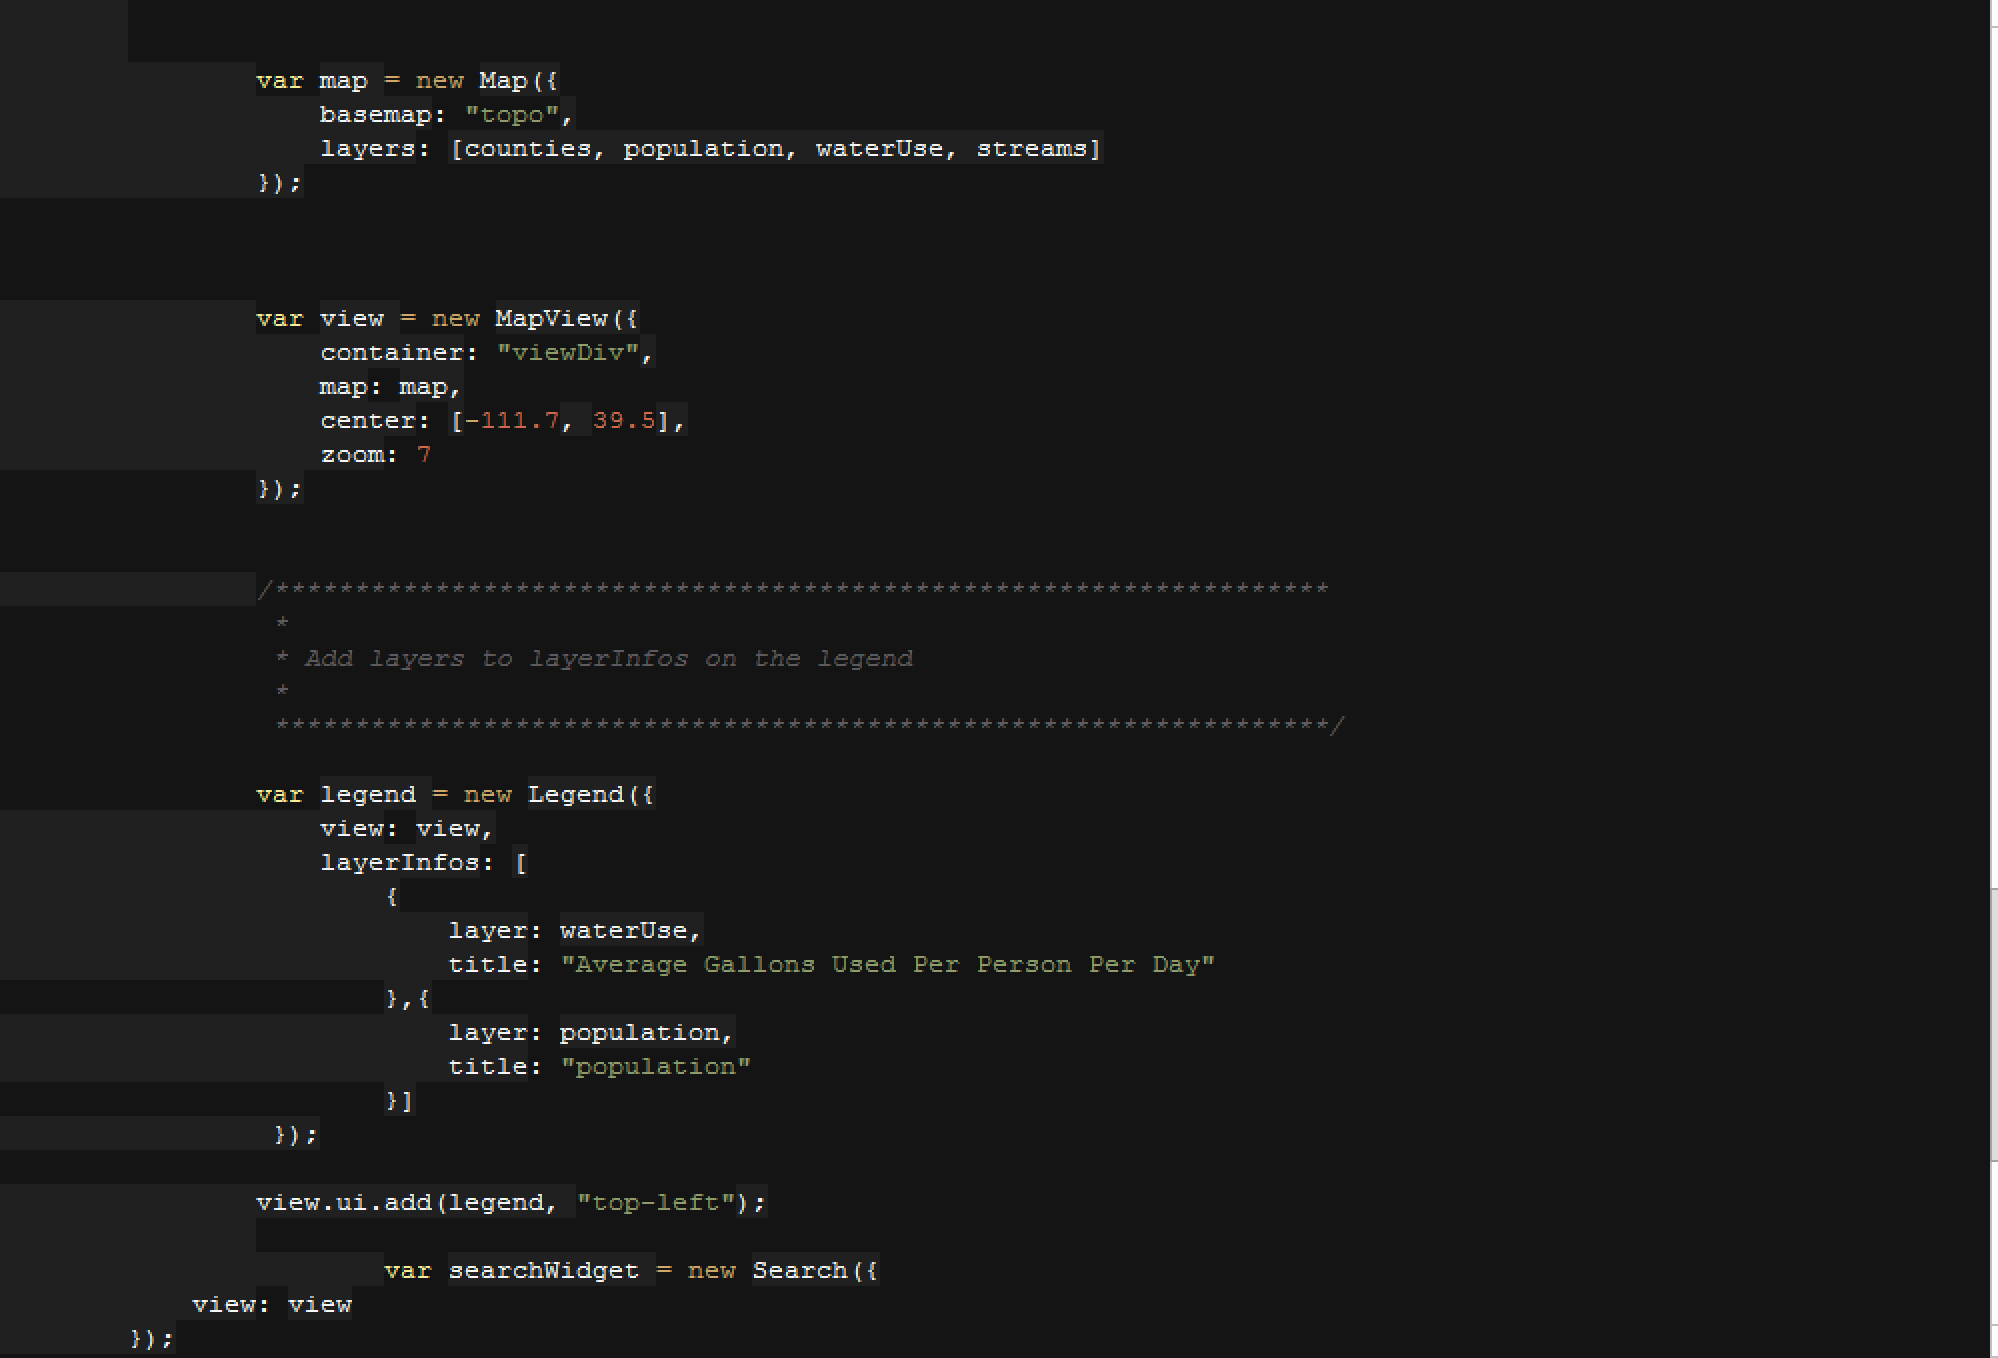 var map = new Map({
basemap: "topo",
layers: [counties, population, waterUse, streams]
});
var view = new MapView({
container: "viewDiv",
map: map,
center: [-111.7, 39.5],
zoom: 7
});
/******************************************************************
*
* Add layers to layerInfos on the legend
*
******************************************************************/
var legend = new Legend({
view: view,
layerInfos: [
{
layer: waterUse,
title: "Average Gallons Used Per Person Per Day"
},{
layer: population,
title: "population"
}]
});
view.ui.add(legend, "top-left");
var searchWidget = new Search({
view: view
});